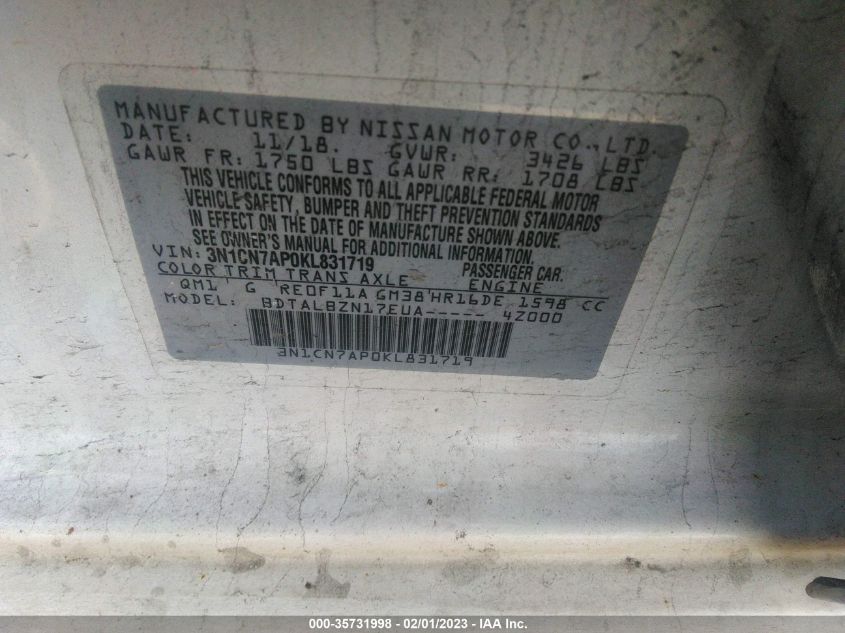 MANUFACTURED BY NISSAN MOTOR CO., LTD.
DATE: 11/18. GVWR: 3426 LBS
GAWR FR: 1750 LBS GAWR RR: 1708 LBS
THIS VEHICLE CONFORMS TO ALL APPLICABLE FEDERAL MOTOR
VEHICLE SAFETY, BUMPER AND THEFT PREVENTION STANDARDS
IN EFFECT ON THE DATE OF MANUFACTURE SHOWN ABOVE.
SEE OWNER'S MANUAL FOR ADDITIONAL INFORMATION.
VIN: 3N1CN7AP0KL831719 PASSENGER CAR.
COLOR TRIM TRANS AXLE ENGINE
QM1' G RE0F11A GM38'HR16DE 1598 CC
MODEL: BDTALBZN17EUA----- 4Z000
3N1CN7AP0KL831719
000-35731998 - 02/01/2023 - IAA Inc.